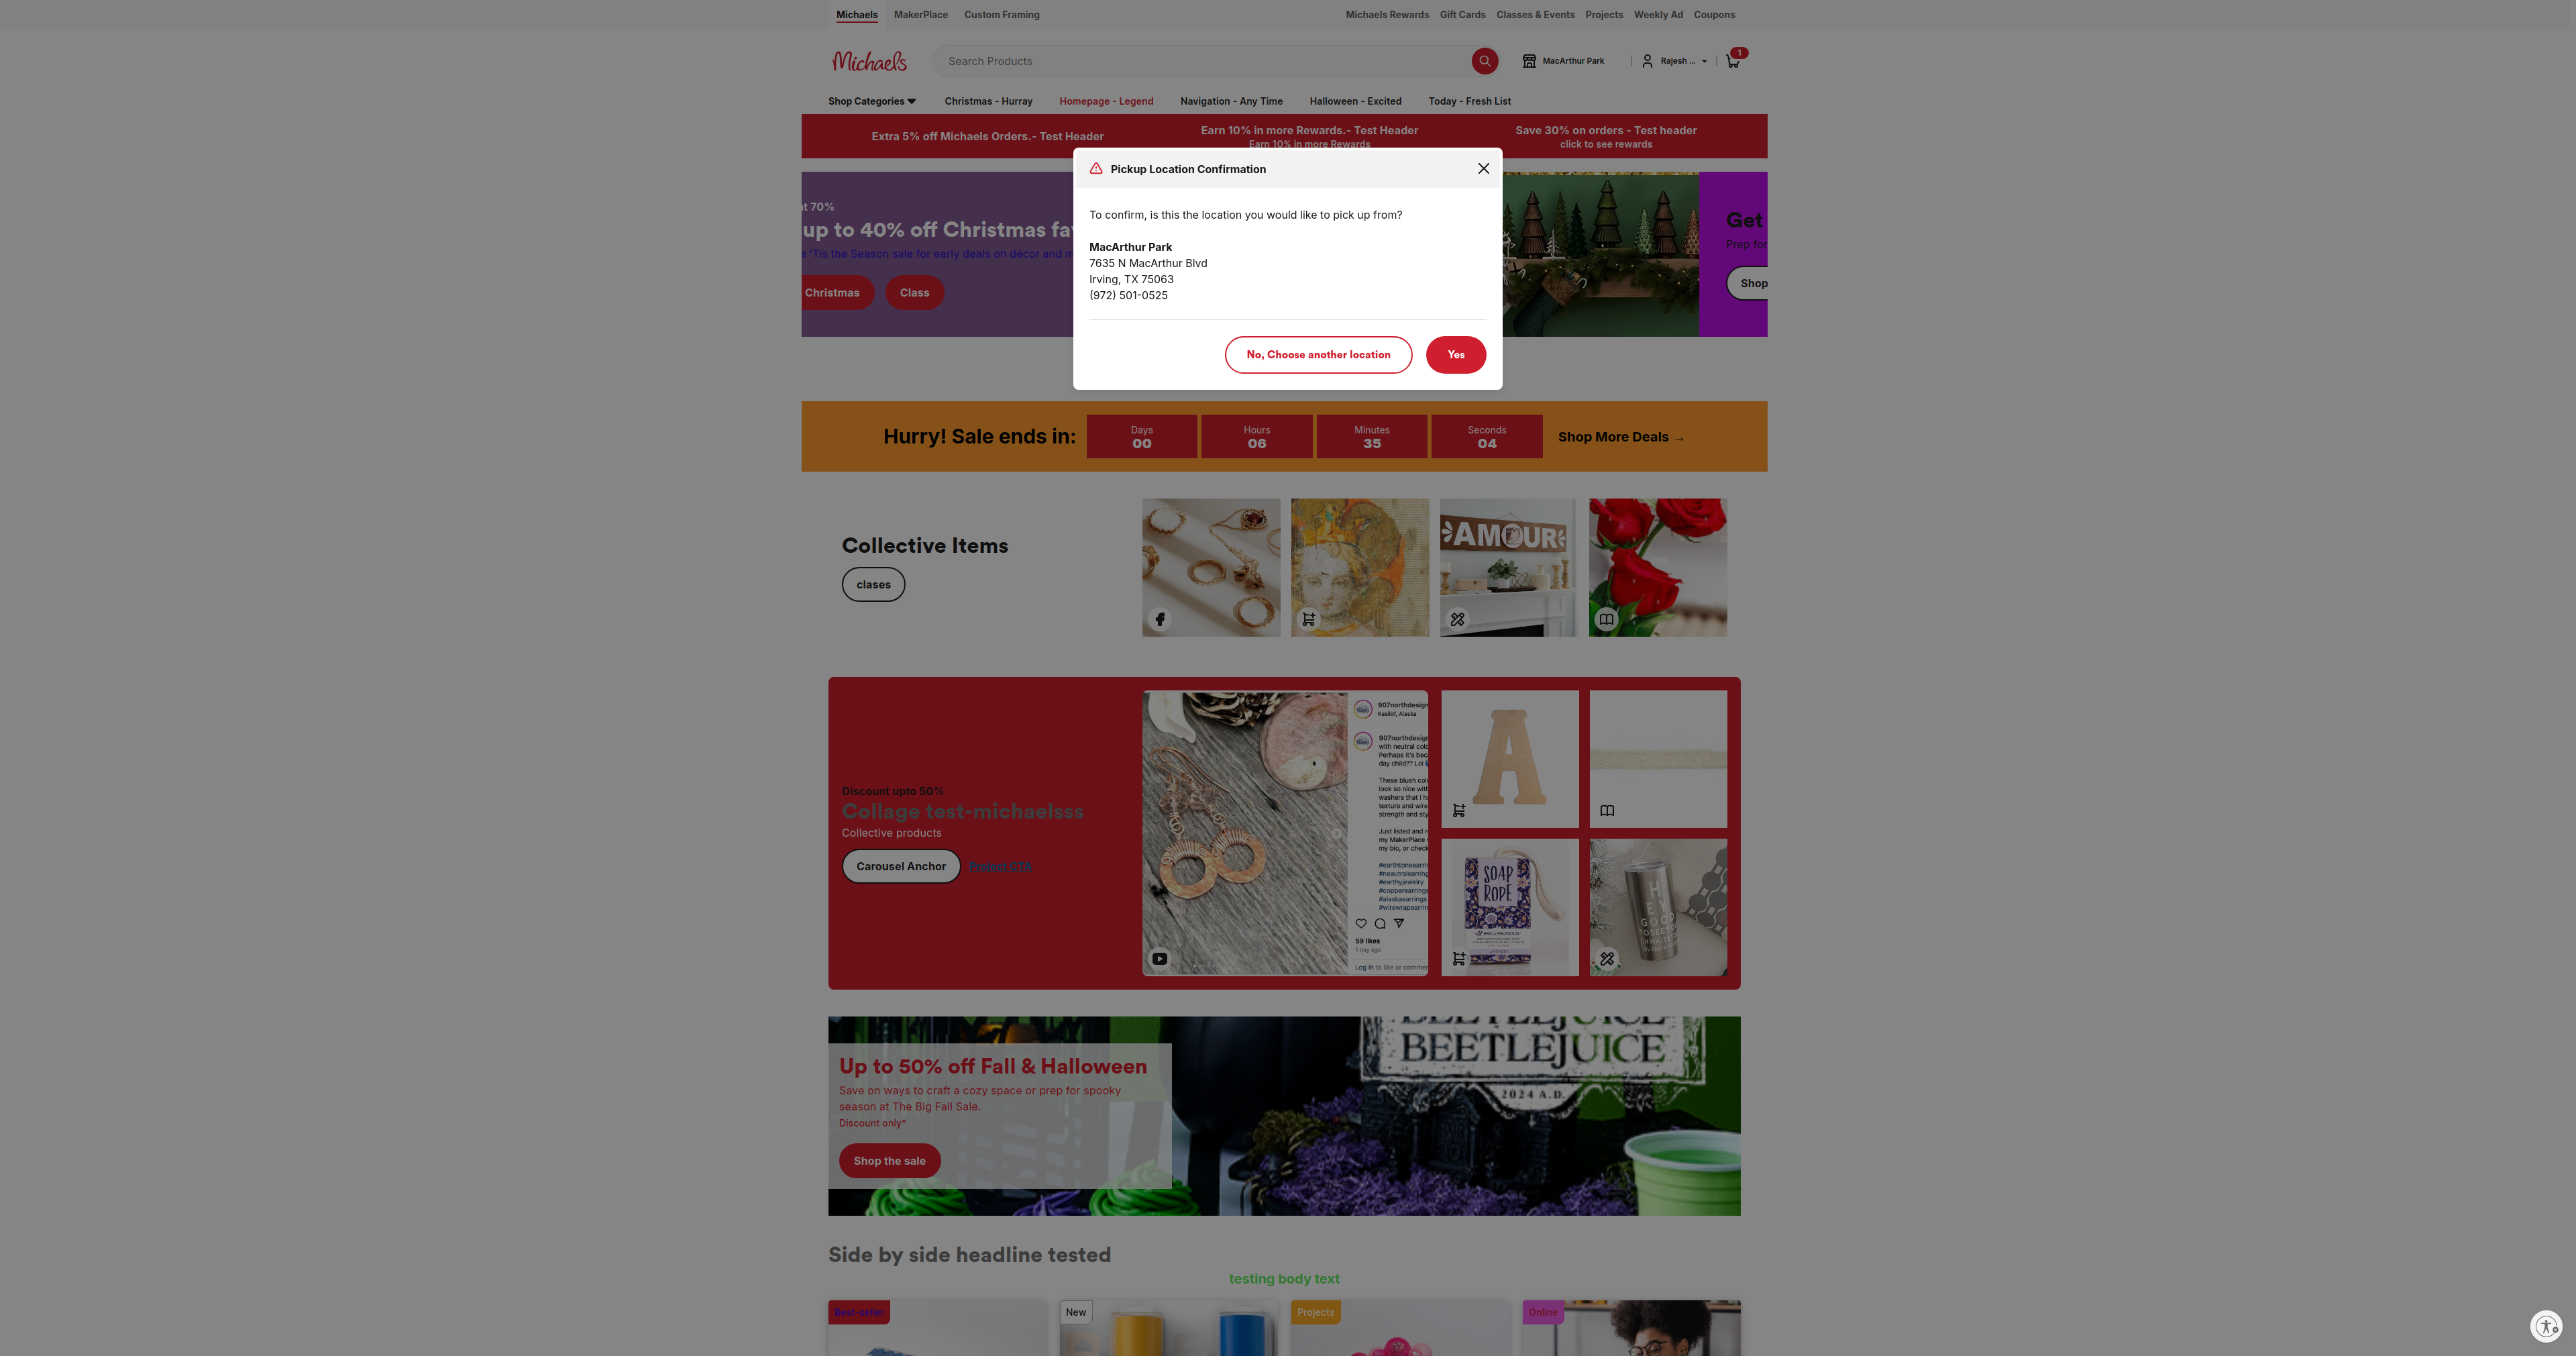 Michaels MakerPlace Custom Framing
Michaels Rewards Gift Cards Classes & Events Projects Weekly Ad Coupons
Michaels
Search Products
MacArthur Park
Rajesh ...
1
Shop Categories
Christmas - Hurray
Homepage - Legend
Navigation - Any Time
Halloween - Excited
Today - Fresh List
Extra 5% off Michaels Orders.- Test Header
Earn 10% in more Rewards.- Test Header
Earn 10% in more Rewards
Save 30% on orders - Test header
click to see rewards
Pickup Location Confirmation
To confirm, is this the location you would like to pick up from?
MacArthur Park
7635 N MacArthur Blvd
Irving, TX 75063
(972) 501-0525
No, Choose another location
Yes
t 70%
up to 40% off Christmas fa
'Tis the Season sale for early deals on décor and m
Christmas
Class
Get
Prep for
Shop
Hurry! Sale ends in:
Days
00
Hours
06
Minutes
35
Seconds
04
Shop More Deals →
Collective Items
clases
AMOUR
Discount upto 50%
Collage test-michaelsss
Collective products
Carousel Anchor
Project CTA
907northdesign
Kasilof, Alaska
907northdesign
with neutral colo
Perhaps it's bec
day child?? Lol
These blush col
look so nice with
washers that i h
texture and wire
strength and sty
Just listed and r
my MakerPlace s
my bio, or check
#earthtoneearri
#neautralearring
#earthyjewelry
#copperearrings
#alaskaearrings
#wirewrapearrin
59 likes
1 day ago
Log in to like or commen
A
SOAP
ROPE
BEETLEJUICE
BEETLEJUICE
2024 A.D.
Up to 50% off Fall & Halloween
Save on ways to craft a cozy space or prep for spooky
season at The Big Fall Sale.
Discount only*
Shop the sale
Side by side headline tested
testing body text
Best-seller
New
Projects
Online